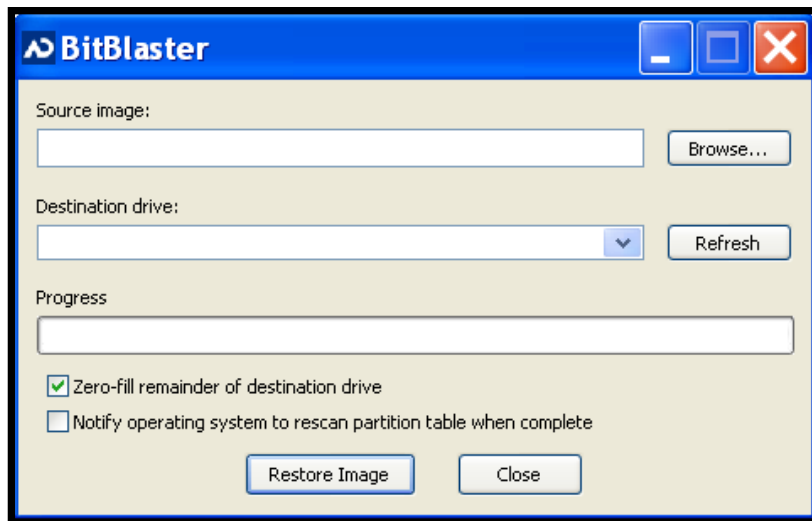 BitBlaster
Source image:
Browse...
Destination drive:
Refresh
Progress
Zero-fill remainder of destination drive
Notify operating system to rescan partition table when complete
Restore Image Close